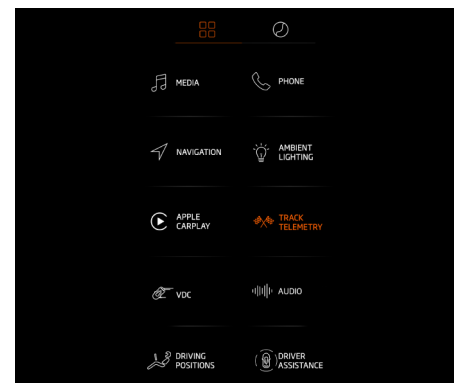 MEDIA
PHONE
NAVIGATION
AMBIENT
LIGHTING
APPLE
CARPLAY
TRACK
TELEMETRY
VDC
AUDIO
DRIVING
POSITIONS
DRIVER
ASSISTANCE